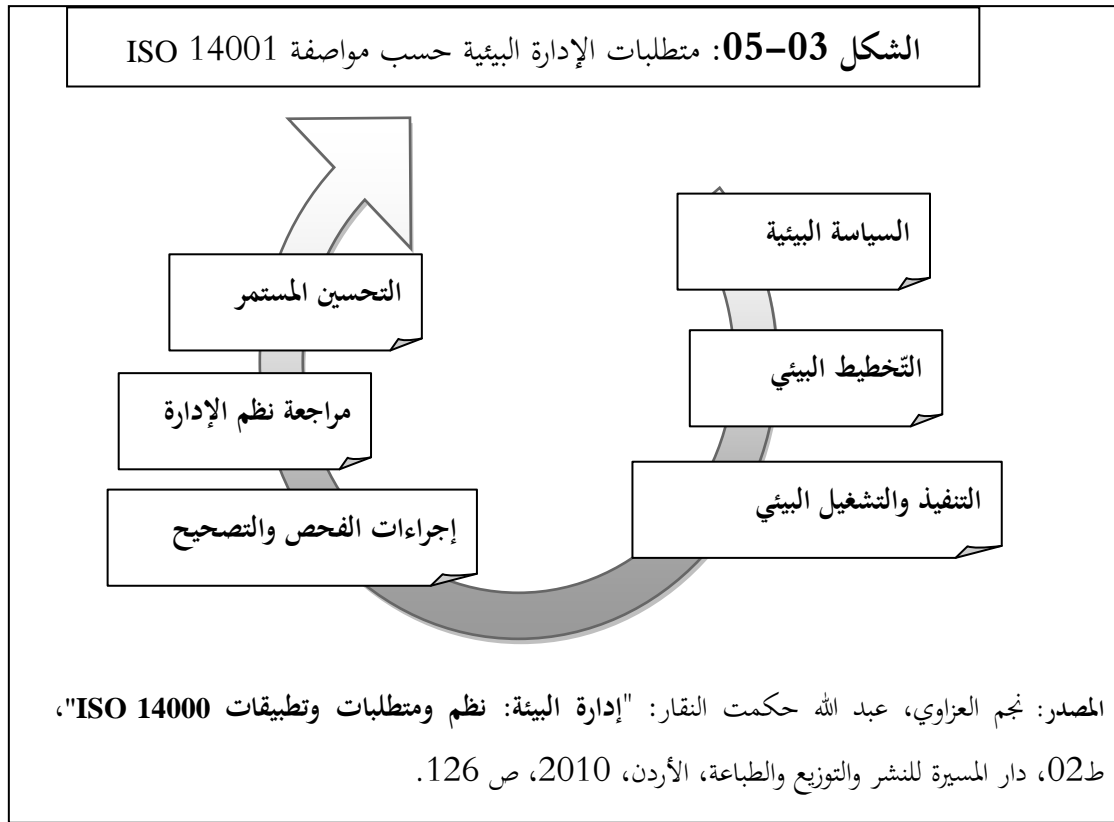 الشكل 03–05: متطلبات الإدارة البيئية حسب مواصفة ISO 14001
السياسة البيئية
التّخطيط البيئي
التنفيذ والتشغيل البيئي
إجراءات الفحص والتصحيح
مراجعة نظم الإدارة
التحسين المستمر
المصدر: نجم العزاوي، عبد الله حكمت النقار: "إدارة البيئة: نظم ومتطلبات وتطبيقات ISO 14000"،
ط02، دار المسيرة للنشر والتوزيع والطباعة، الأردن، 2010، ص 126.